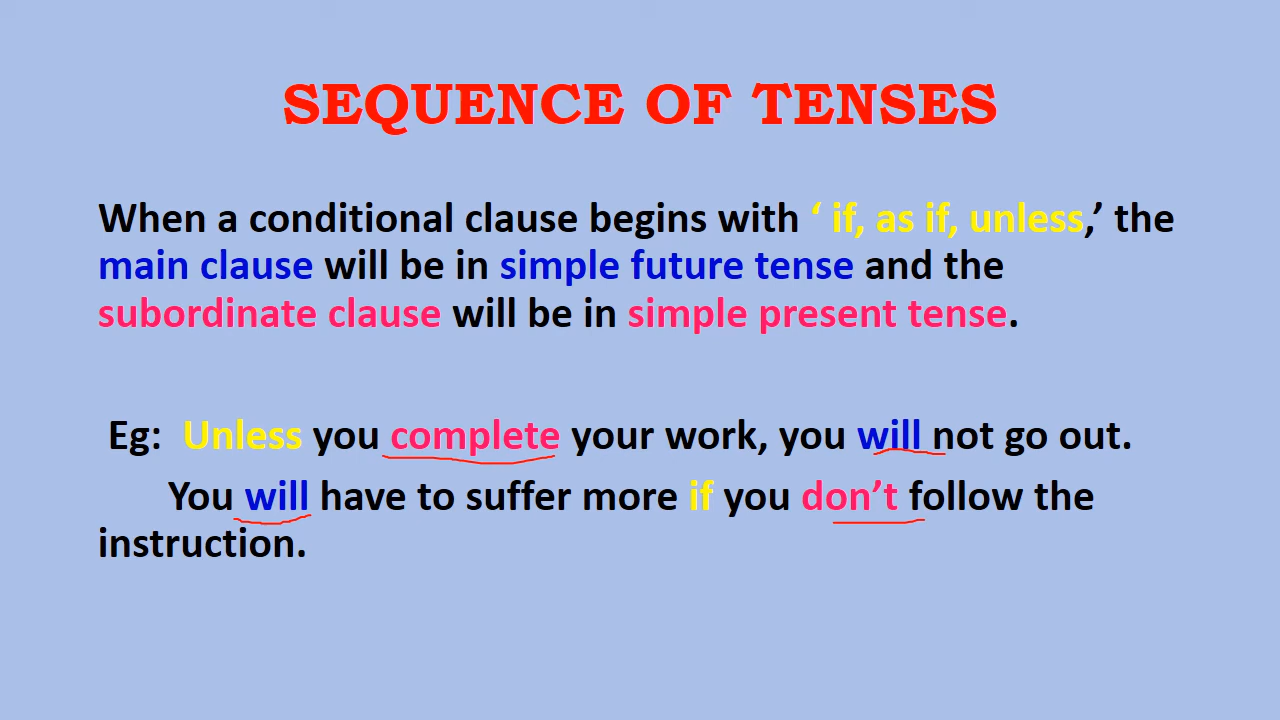 SEQUENCE OF TENSES
When a conditional clause begins with ‘ if, as if, unless,’ the
main clause will be in simple future tense and the
subordinate clause will be in simple present tense.
Eg: Unless you complete your work, you will not go out.
You will have to suffer more if you don’t follow the
instruction.